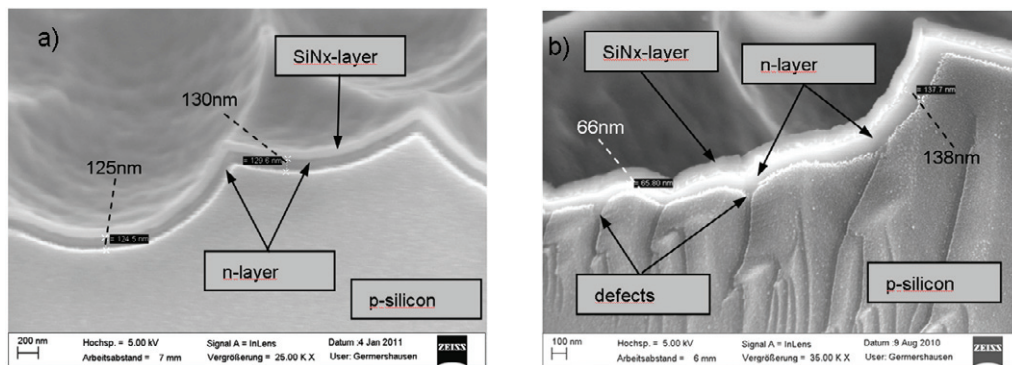 a)
SiNx-layer
130nm
= 129.6 nm
125nm
= 124.5 nm
n-layer
p-silicon
200 nm
Hochsp. = 5.00 kV
Signal A = InLens
Datum :4 Jan 2011
Arbeitsabstand = 7 mm
Vergrößerung = 25.00 K X
User: Germershausen
ZEISS
b)
SiNx-layer
n-layer
= 137.7 nm
66nm
138nm
= 65.80 nm
defects
p-silicon
100 nm
Hochsp. = 5.00 kV
Signal A = InLens
Datum :9 Aug 2010
Arbeitsabstand = 6 mm
Vergrößerung = 35.00 K X
User: Germershausen
ZEISS